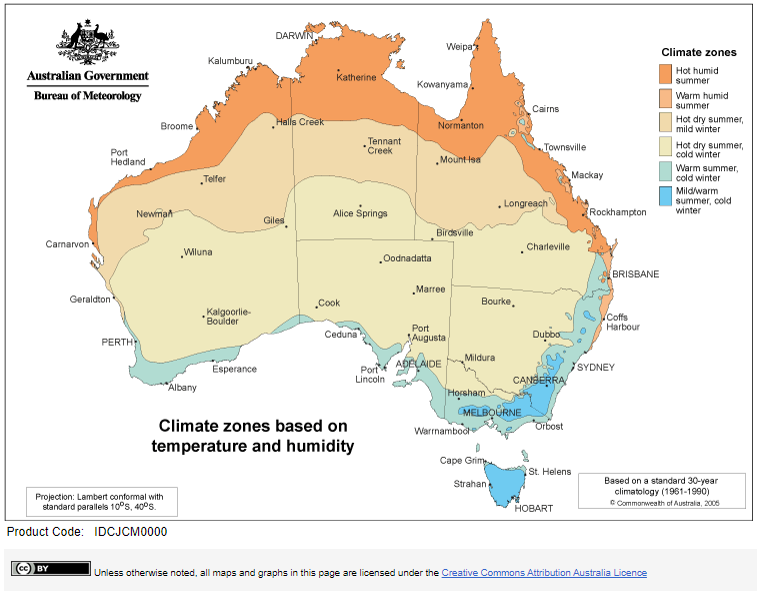 Australian Government
Bureau of Meteorology
DARWIN
Kalumburu
Katherine
Weipa
Kowanyama
Cairns
Broome
Halls Creek
Normanton
Townsville
Port
Hedland
Tennant
Creek
Mount Isa
Telfer
Mackay
Newman
Giles
Alice Springs
Longreach
Rockhampton
Carnarvon
Wiluna
Birdsville
Oodnadatta
Charleville
BRISBANE
Geraldton
Marree
Bourke
Kalgoorlie-
Boulder
Cook
Coffs
Harbour
PERTH
Ceduna
Port
Augusta
Dubbo
Esperance
Albany
Port
Lincoln
ADELAIDE
Mildura
SYDNEY
CANBERRA
Horsham
MELBOURNE
Warrnambool
Orbost
Cape Grim
St. Helens
Strahan
HOBART
Climate zones
Hot humid
summer
Warm humid
summer
Hot dry summer,
mild winter
Hot dry summer,
cold winter
Warm summer,
cold winter
Mild/warm
summer, cold
winter
Climate zones based on
temperature and humidity
Projection: Lambert conformal with
standard parallels 10°S, 40°S.
Based on a standard 30-year
climatology (1961-1990)
© Commonwealth of Australia, 2005
Product Code: IDCJCM0000
cc BY
Unless otherwise noted, all maps and graphs in this page are licensed under the Creative Commons Attribution Australia Licence